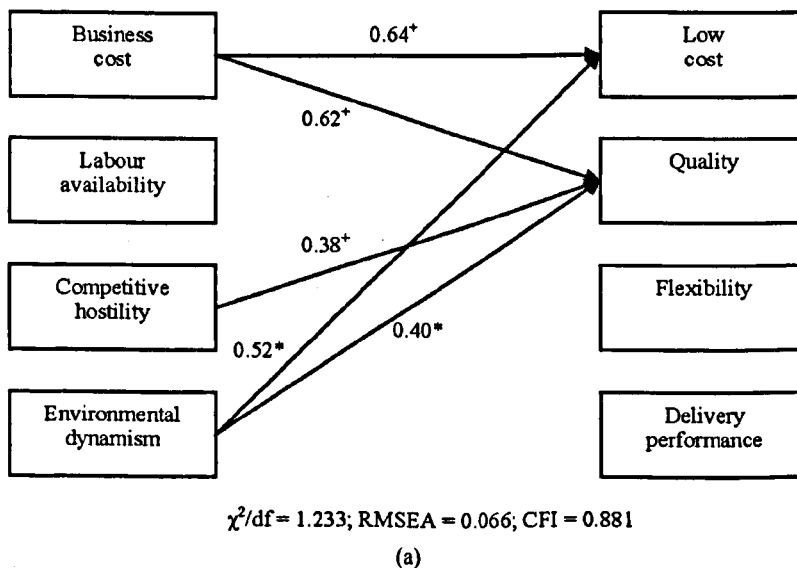 Business
cost
0.64+
Low
cost
0.62+
Labour
availability
Quality
0.38+
Competitive
hostility
Flexibility
0.52*
0.40*
Environmental
dynamism
Delivery
performance
χ²/df = 1.233; RMSEA = 0.066; CFI = 0.881
(a)